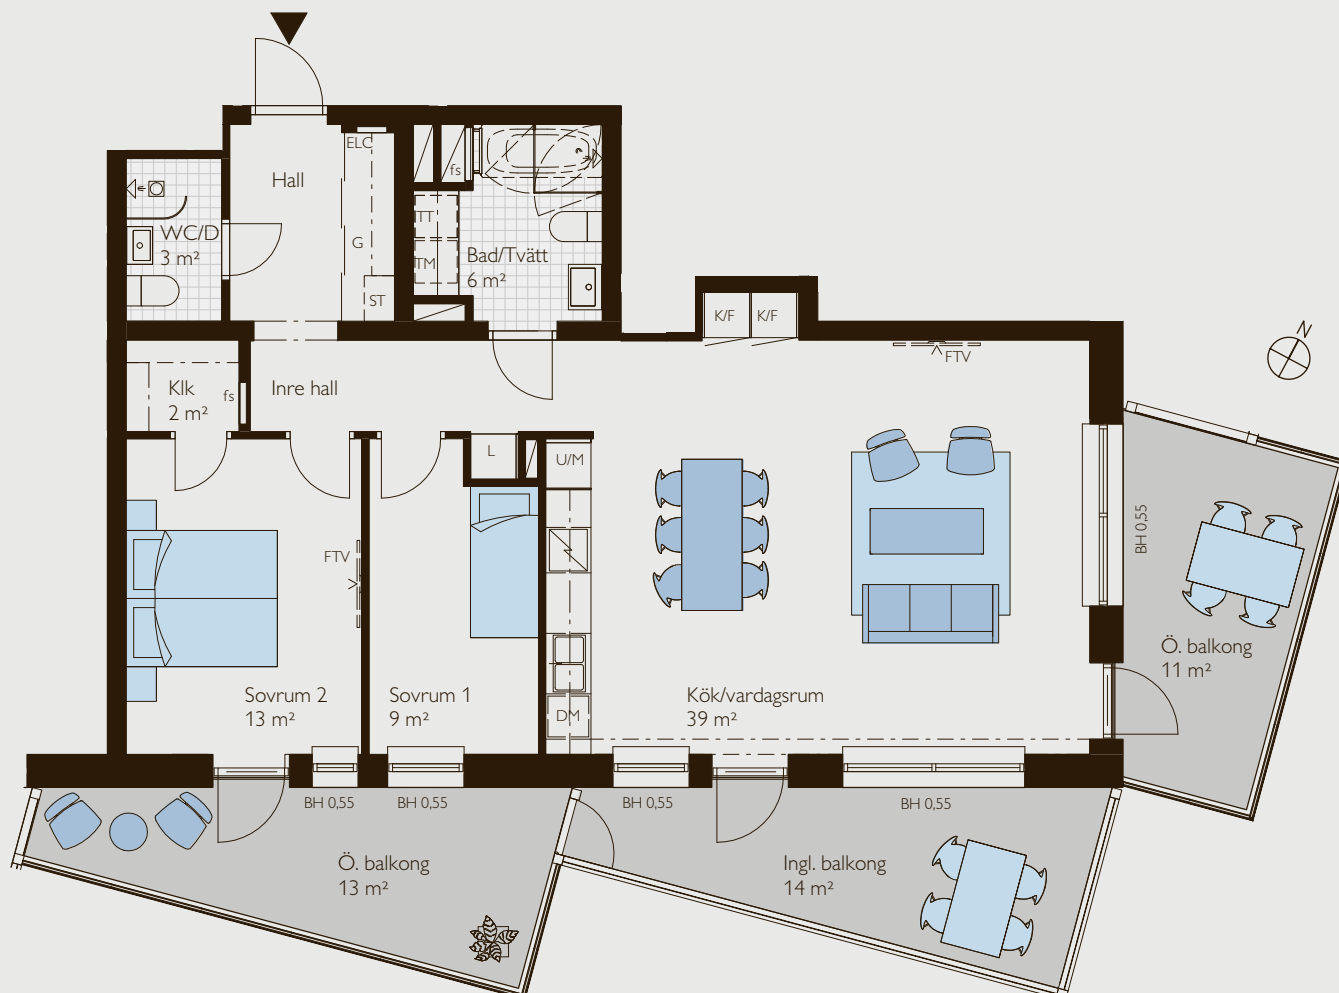 ELC
Hall
fs
TT
WC/D
3 m²
G
Bad/Tvätt
6 m²
TM
ST
K/F
K/F
N
FTV
Klk
2 m²
fs
Inre hall
L
U/M
BH 0,55
FTV
Ö. balkong
11 m²
Sovrum 2
13 m²
Sovrum 1
9 m²
Kök/vardagsrum
39 m²
DM
BH 0,55
BH 0,55
BH 0,55
BH 0,55
Ö. balkong
13 m²
Ingl. balkong
14 m²